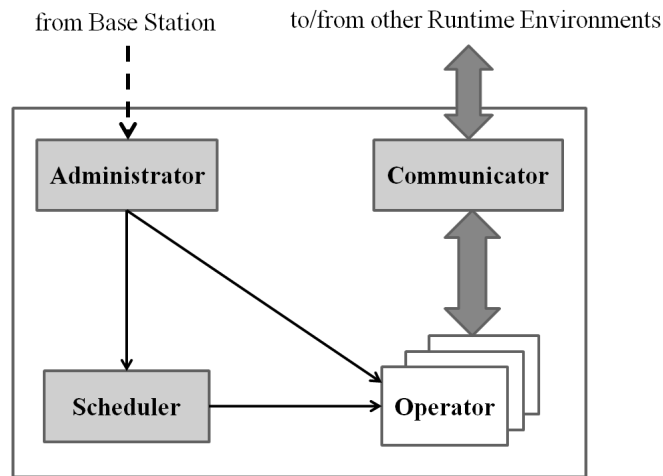 from Base Station
to/from other Runtime Environments
Administrator
Communicator
Scheduler
Operator